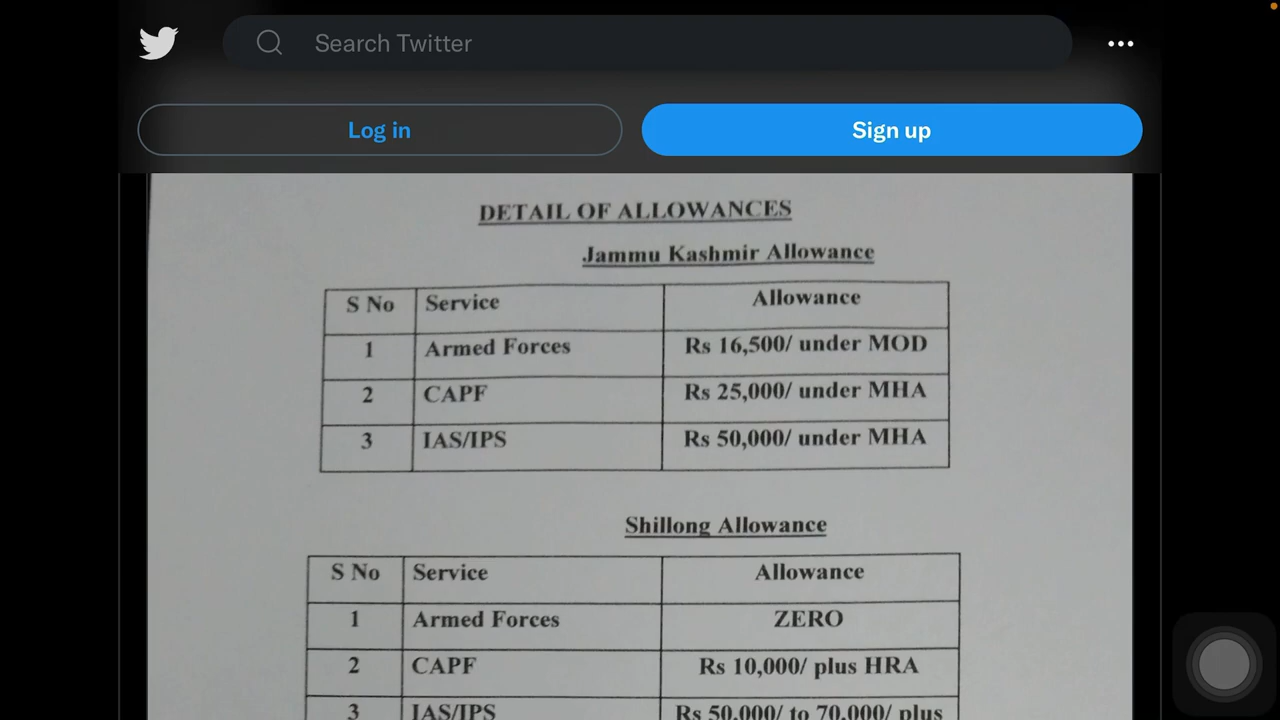 Search Twitter
Log in
Sign up
DETAIL OF ALLOWANCES
Jammu Kashmir Allowance
S No Service Allowance
1 Armed Forces Rs 16,500/ under MOD
2 CAPF Rs 25,000/ under MHA
3 IAS/IPS Rs 50,000/ under MHA
Shillong Allowance
S No Service Allowance
1 Armed Forces ZERO
2 CAPF Rs 10,000/ plus HRA
3 IAS/IPS Rs 50,000/ to 70,000/ plus